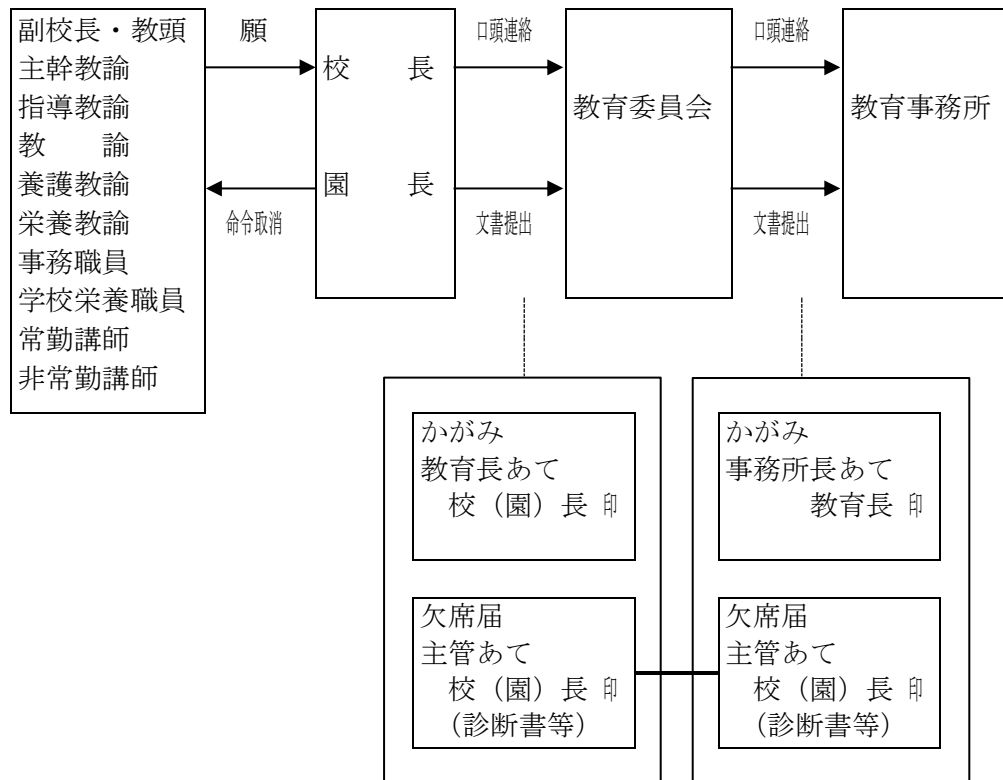 副校長・教頭
主幹教諭
指導教諭
教　　諭
養護教諭
栄養教諭
事務職員
学校栄養職員
常勤講師
非常勤講師
願
命令取消
校　　長
園　　長
口頭連絡
文書提出
教育委員会
口頭連絡
文書提出
教育事務所
かがみ
教育長あて
校（園）長 印
欠席届
主管あて
校（園）長 印
（診断書等）
かがみ
事務所長あて
教育長 印
欠席届
主管あて
校（園）長 印
（診断書等）